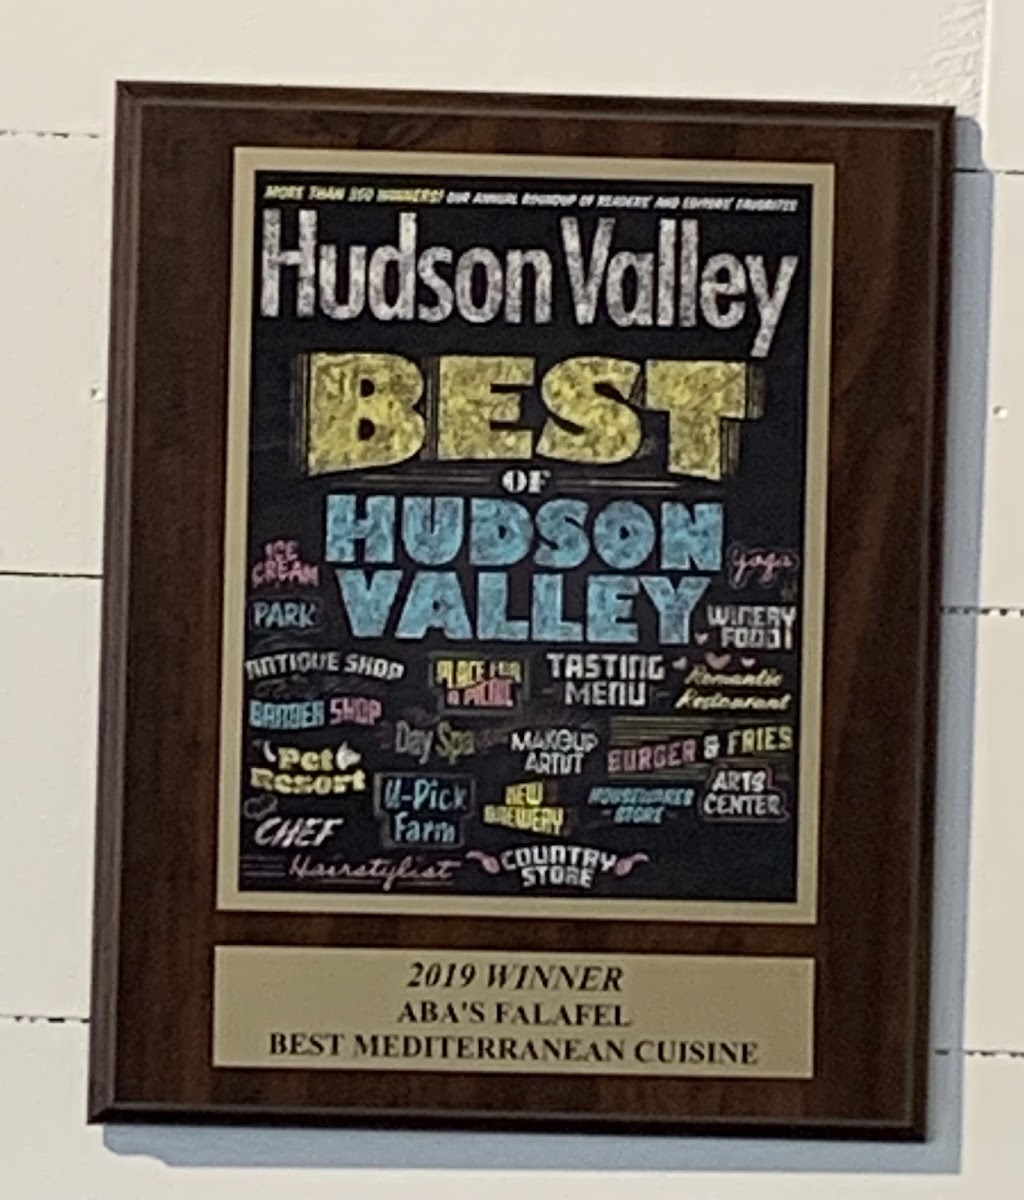 MORE THAN 350 WINNERS! OUR ANNUAL ROUNDUP OF READERS' AND EDITORS' FAVORITES
Hudson Valley
BEST
OF
HUDSON
VALLEY
ICE
CREAM
Yoga
PARK
WINERY
FOOD!
ANTIQUE SHOP
PLACE FOR
A PICNIC
TASTING
MENU
Romantic
Restaurant
BARBER SHOP
Day Spa
MAKEUP
ARTIST
BURGER & FRIES
Pet
Resort
U-Pick
Farm
NEW
BREWERY
HOUSEWARES
STORE
ARTS
CENTER
CHEF
Hairstylist
COUNTRY
STORE
2019 WINNER
ABA'S FALAFEL
BEST MEDITERRANEAN CUISINE